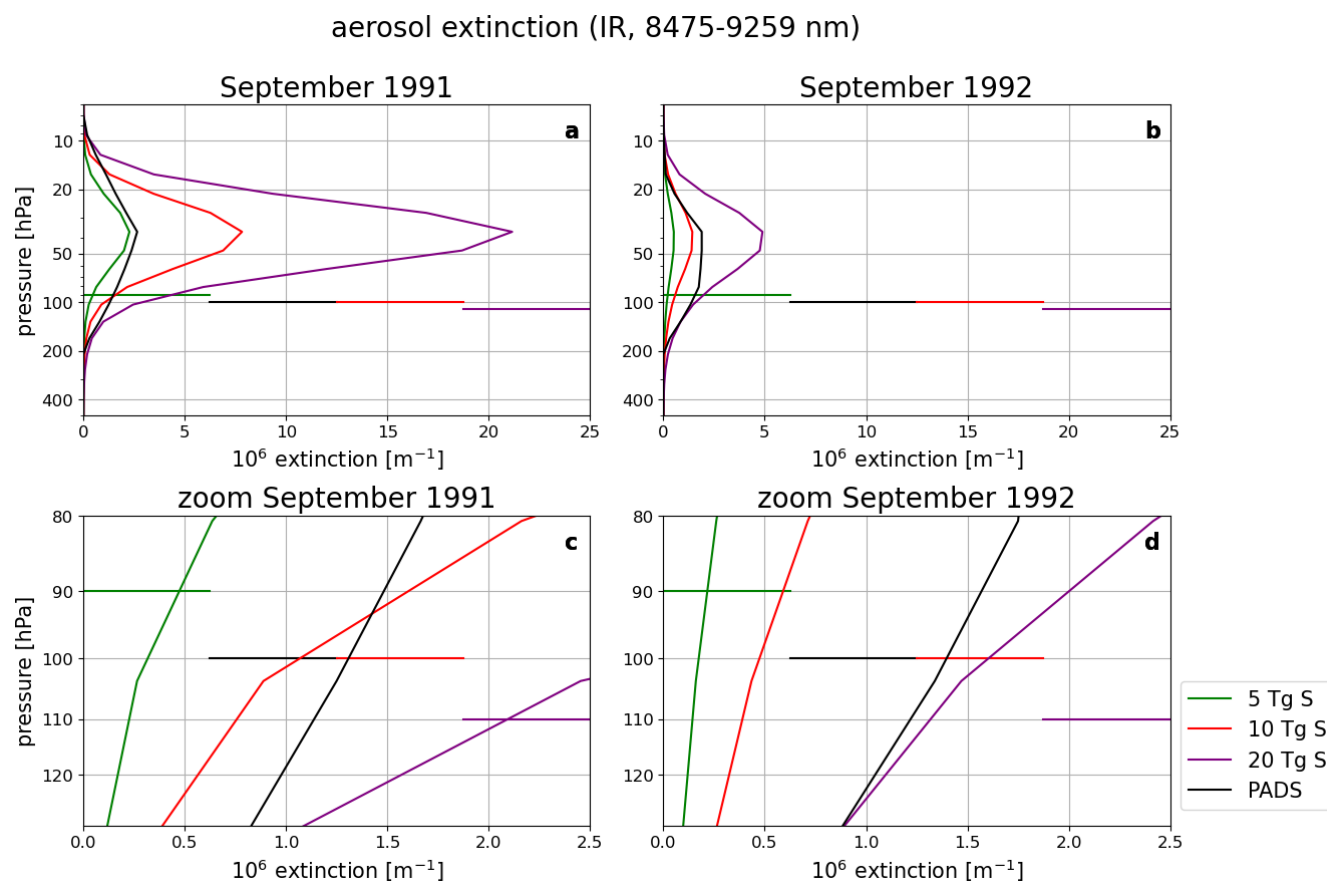 aerosol extinction (IR, 8475-9259 nm)
September 1991
September 1992
a
b
10
20
50
100
200
400
pressure [hPa]
0 5 10 15 20 25
10⁶ extinction [m⁻¹]
10
20
50
100
200
400
0 5 10 15 20 25
10⁶ extinction [m⁻¹]
zoom September 1991
zoom September 1992
c
d
80
90
100
110
120
pressure [hPa]
0.0 0.5 1.0 1.5 2.0 2.5
10⁶ extinction [m⁻¹]
80
90
100
110
120
0.0 0.5 1.0 1.5 2.0 2.5
10⁶ extinction [m⁻¹]
5 Tg S
10 Tg S
20 Tg S
PADS